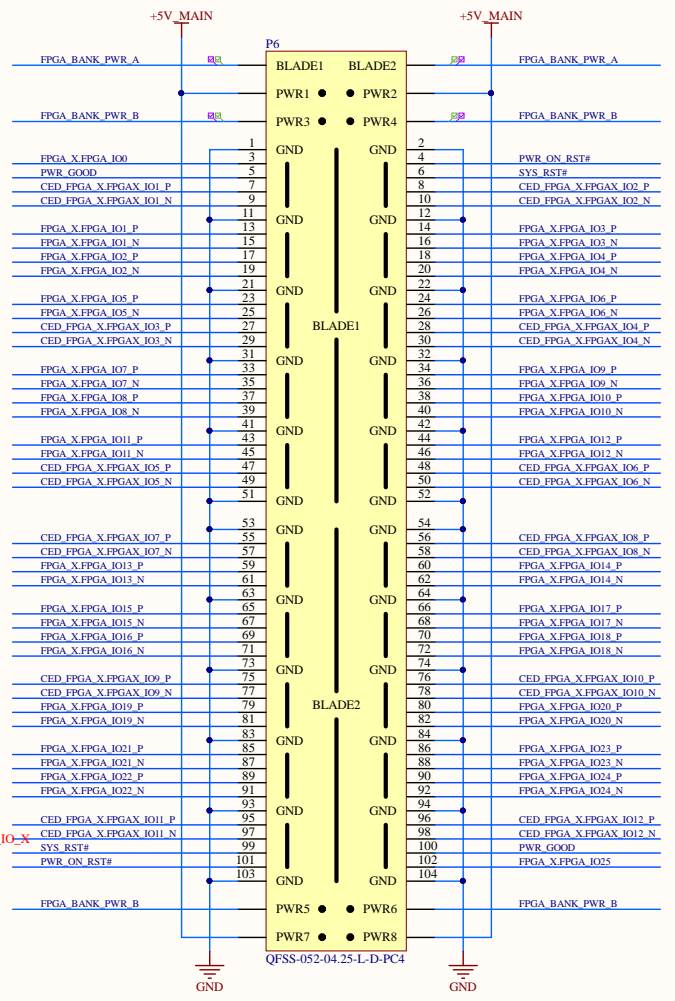 +5V_MAIN +5V_MAIN
P6
FPGA_BANK_PWR_A BLADE1 BLADE2 FPGA_BANK_PWR_A
PWR1 PWR2
FPGA_BANK_PWR_B PWR3 PWR4 FPGA_BANK_PWR_B
1 GND GND 2
FPGA_X.FPGA_IO0 3 4 PWR_ON_RST#
PWR_GOOD 5 6 SYS_RST#
CED_FPGA_X.FPGAX_IO1_P 7 8 CED_FPGA_X.FPGAX_IO2_P
CED_FPGA_X.FPGAX_IO1_N 9 10 CED_FPGA_X.FPGAX_IO2_N
11 GND GND 12
FPGA_X.FPGA_IO1_P 13 14 FPGA_X.FPGA_IO3_P
FPGA_X.FPGA_IO1_N 15 16 FPGA_X.FPGA_IO3_N
FPGA_X.FPGA_IO2_P 17 18 FPGA_X.FPGA_IO4_P
FPGA_X.FPGA_IO2_N 19 20 FPGA_X.FPGA_IO4_N
21 GND GND 22
FPGA_X.FPGA_IO5_P 23 24 FPGA_X.FPGA_IO6_P
FPGA_X.FPGA_IO5_N 25 26 FPGA_X.FPGA_IO6_N
CED_FPGA_X.FPGAX_IO3_P 27 BLADE1 28 CED_FPGA_X.FPGAX_IO4_P
CED_FPGA_X.FPGAX_IO3_N 29 30 CED_FPGA_X.FPGAX_IO4_N
31 GND GND 32
FPGA_X.FPGA_IO7_P 33 34 FPGA_X.FPGA_IO9_P
FPGA_X.FPGA_IO7_N 35 36 FPGA_X.FPGA_IO9_N
FPGA_X.FPGA_IO8_P 37 38 FPGA_X.FPGA_IO10_P
FPGA_X.FPGA_IO8_N 39 40 FPGA_X.FPGA_IO10_N
41 GND GND 42
FPGA_X.FPGA_IO11_P 43 44 FPGA_X.FPGA_IO12_P
FPGA_X.FPGA_IO11_N 45 46 FPGA_X.FPGA_IO12_N
CED_FPGA_X.FPGAX_IO5_P 47 48 CED_FPGA_X.FPGAX_IO6_P
CED_FPGA_X.FPGAX_IO5_N 49 50 CED_FPGA_X.FPGAX_IO6_N
51 GND GND 52
53 GND GND 54
CED_FPGA_X.FPGAX_IO7_P 55 56 CED_FPGA_X.FPGAX_IO8_P
CED_FPGA_X.FPGAX_IO7_N 57 58 CED_FPGA_X.FPGAX_IO8_N
FPGA_X.FPGA_IO13_P 59 60 FPGA_X.FPGA_IO14_P
FPGA_X.FPGA_IO13_N 61 62 FPGA_X.FPGA_IO14_N
63 GND GND 64
FPGA_X.FPGA_IO15_P 65 66 FPGA_X.FPGA_IO17_P
FPGA_X.FPGA_IO15_N 67 68 FPGA_X.FPGA_IO17_N
FPGA_X.FPGA_IO16_P 69 70 FPGA_X.FPGA_IO18_P
FPGA_X.FPGA_IO16_N 71 72 FPGA_X.FPGA_IO18_N
73 GND GND 74
CED_FPGA_X.FPGAX_IO9_P 75 76 CED_FPGA_X.FPGAX_IO10_P
CED_FPGA_X.FPGAX_IO9_N 77 78 CED_FPGA_X.FPGAX_IO10_N
FPGA_X.FPGA_IO19_P 79 BLADE2 80 FPGA_X.FPGA_IO20_P
FPGA_X.FPGA_IO19_N 81 82 FPGA_X.FPGA_IO20_N
83 GND GND 84
FPGA_X.FPGA_IO21_P 85 86 FPGA_X.FPGA_IO23_P
FPGA_X.FPGA_IO21_N 87 88 FPGA_X.FPGA_IO23_N
FPGA_X.FPGA_IO22_P 89 90 FPGA_X.FPGA_IO24_P
FPGA_X.FPGA_IO22_N 91 92 FPGA_X.FPGA_IO24_N
93 GND GND 94
CED_FPGA_X.FPGAX_IO11_P 95 96 CED_FPGA_X.FPGAX_IO12_P
_IO_X CED_FPGA_X.FPGAX_IO11_N 97 98 CED_FPGA_X.FPGAX_IO12_N
SYS_RST# 99 100 PWR_GOOD
PWR_ON_RST# 101 102 FPGA_X.FPGA_IO25
103 GND GND 104
FPGA_BANK_PWR_B PWR5 PWR6 FPGA_BANK_PWR_B
PWR7 PWR8
QFSS-052-04.25-L-D-PC4
GND GND